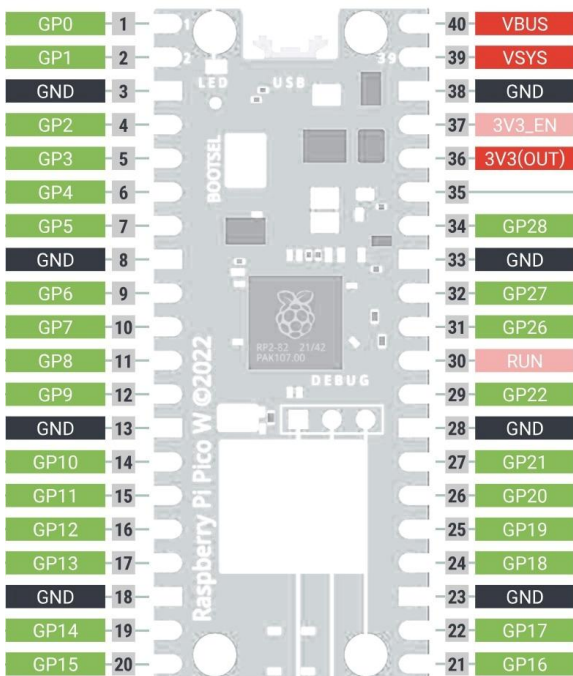 GP0 1 1 40 VBUS
GP1 2 2 LED USB 39 39 VSYS
GND 3 38 GND
GP2 4 37 3V3_EN
GP3 5 BOOTSEL 36 3V3(OUT)
GP4 6 35
GP5 7 34 GP28
GND 8 33 GND
GP6 9 32 GP27
GP7 10 31 GP26
GP8 11 RP2-B2 21/42 30 RUN
PAK107.00
GP9 12 DEBUG 29 GP22
GND 13 28 GND
GP10 14 27 GP21
GP11 15 26 GP20
GP12 16 25 GP19
GP13 17 24 GP18
GND 18 23 GND
GP14 19 22 GP17
GP15 20 21 GP16
Raspberry Pi Pico W ©2022